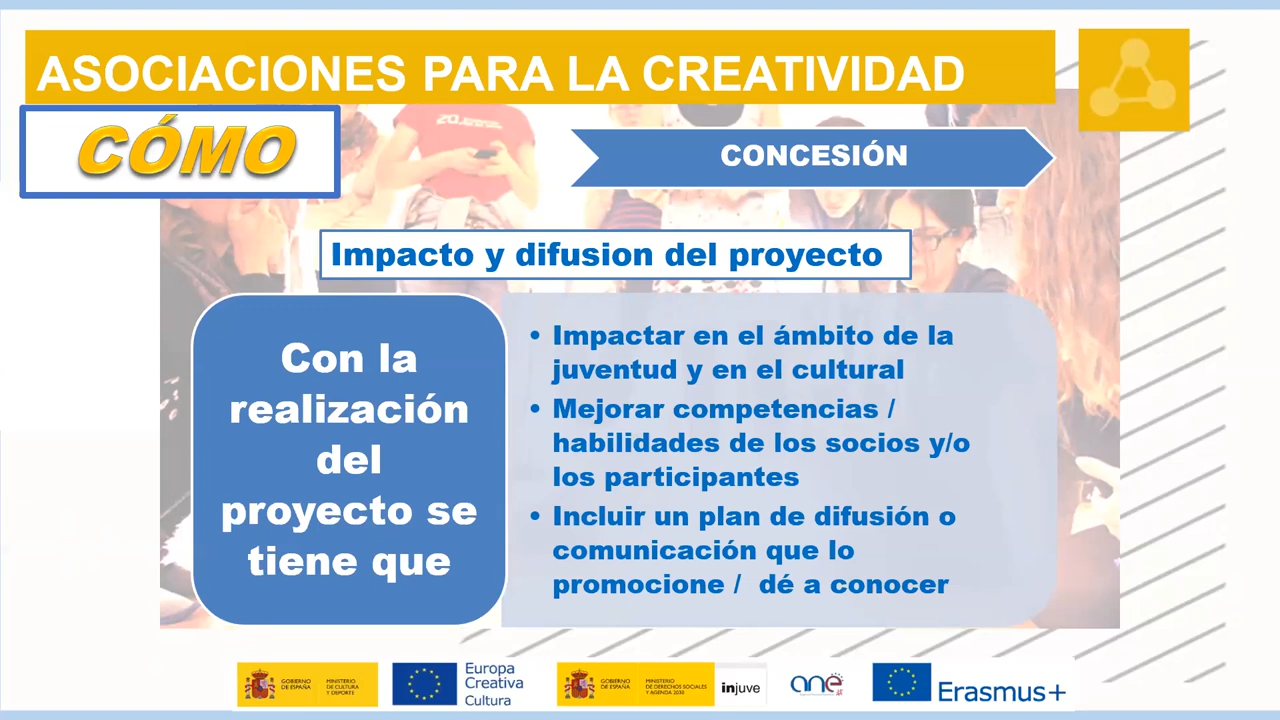 ASOCIACIONES PARA LA CREATIVIDAD
CÓMO
CONCESIÓN
Impacto y difusion del proyecto
Con la
realización
del
proyecto se
tiene que
• Impactar en el ámbito de la
juventud y en el cultural
• Mejorar competencias /
habilidades de los socios y/o
los participantes
• Incluir un plan de difusión o
comunicación que lo
promocione / dé a conocer
GOBIERNO
DE ESPAÑA
MINISTERIO
DE CULTURA
Y DEPORTE
Europa
Creativa
Cultura
GOBIERNO
DE ESPAÑA
MINISTERIO
DE DERECHOS SOCIALES
Y AGENDA 2030
injuve
ane
Erasmus+